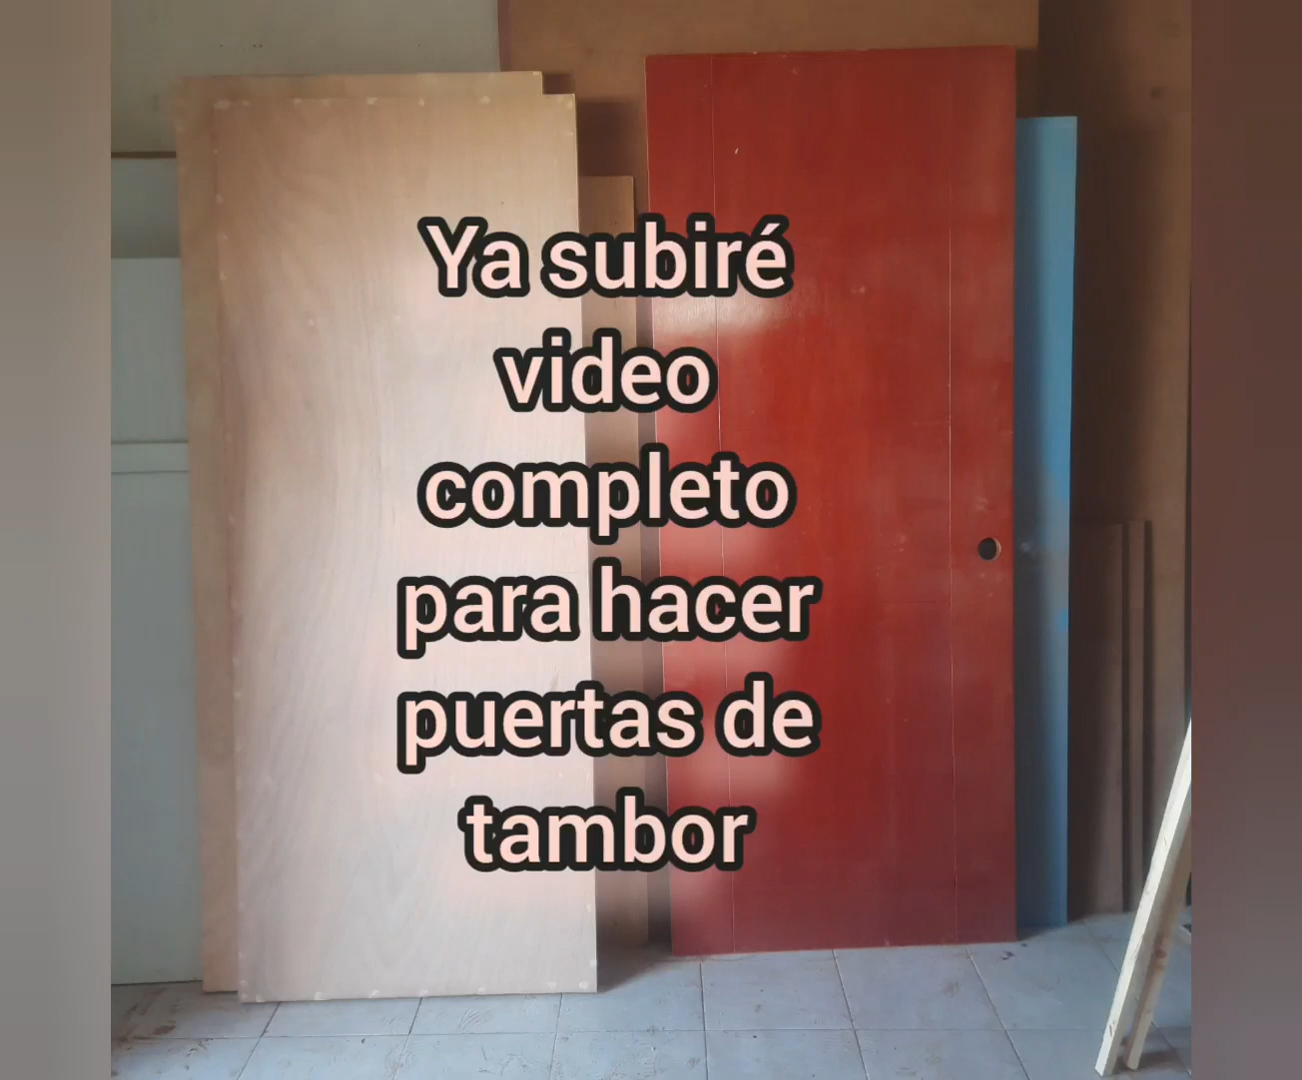 Ya subiré
video
completo
para hacer
puertas de
tambor